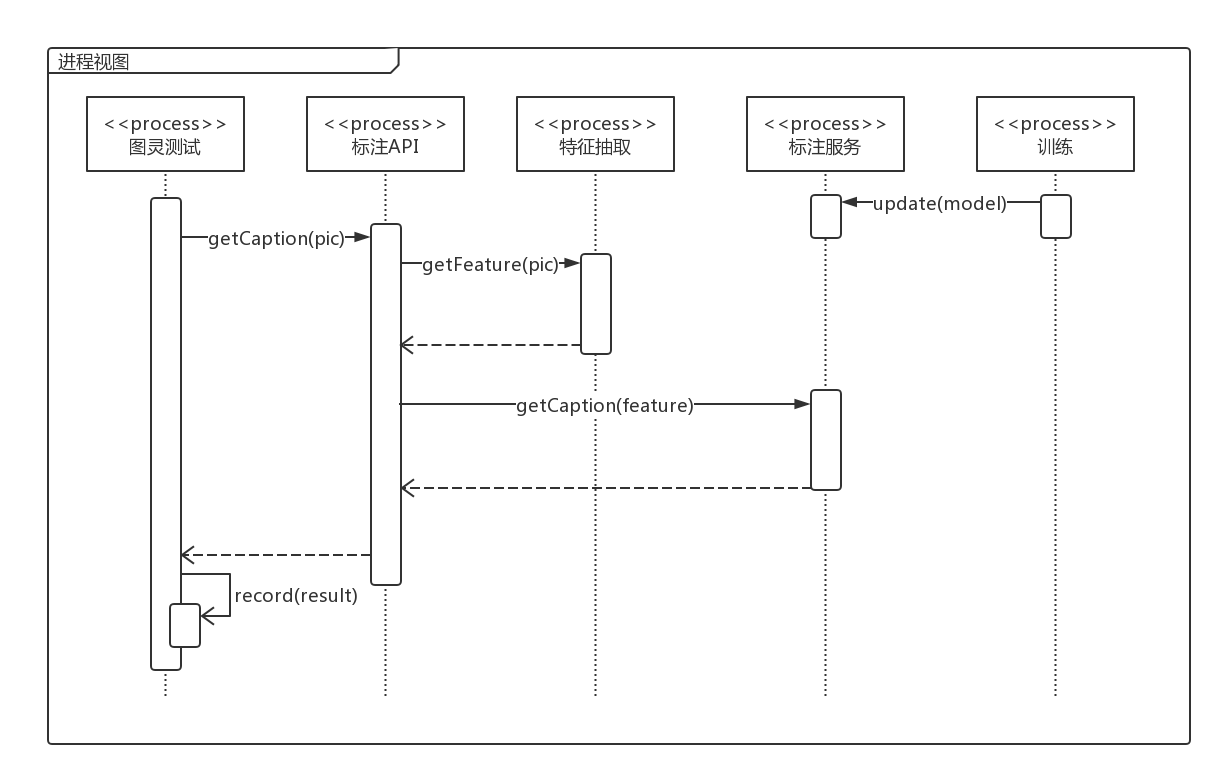 进程视图
<<process>>
图灵测试
<<process>>
标注API
<<process>>
特征抽取
<<process>>
标注服务
<<process>>
训练
update(model)
getCaption(pic)
getFeature(pic)
getCaption(feature)
record(result)